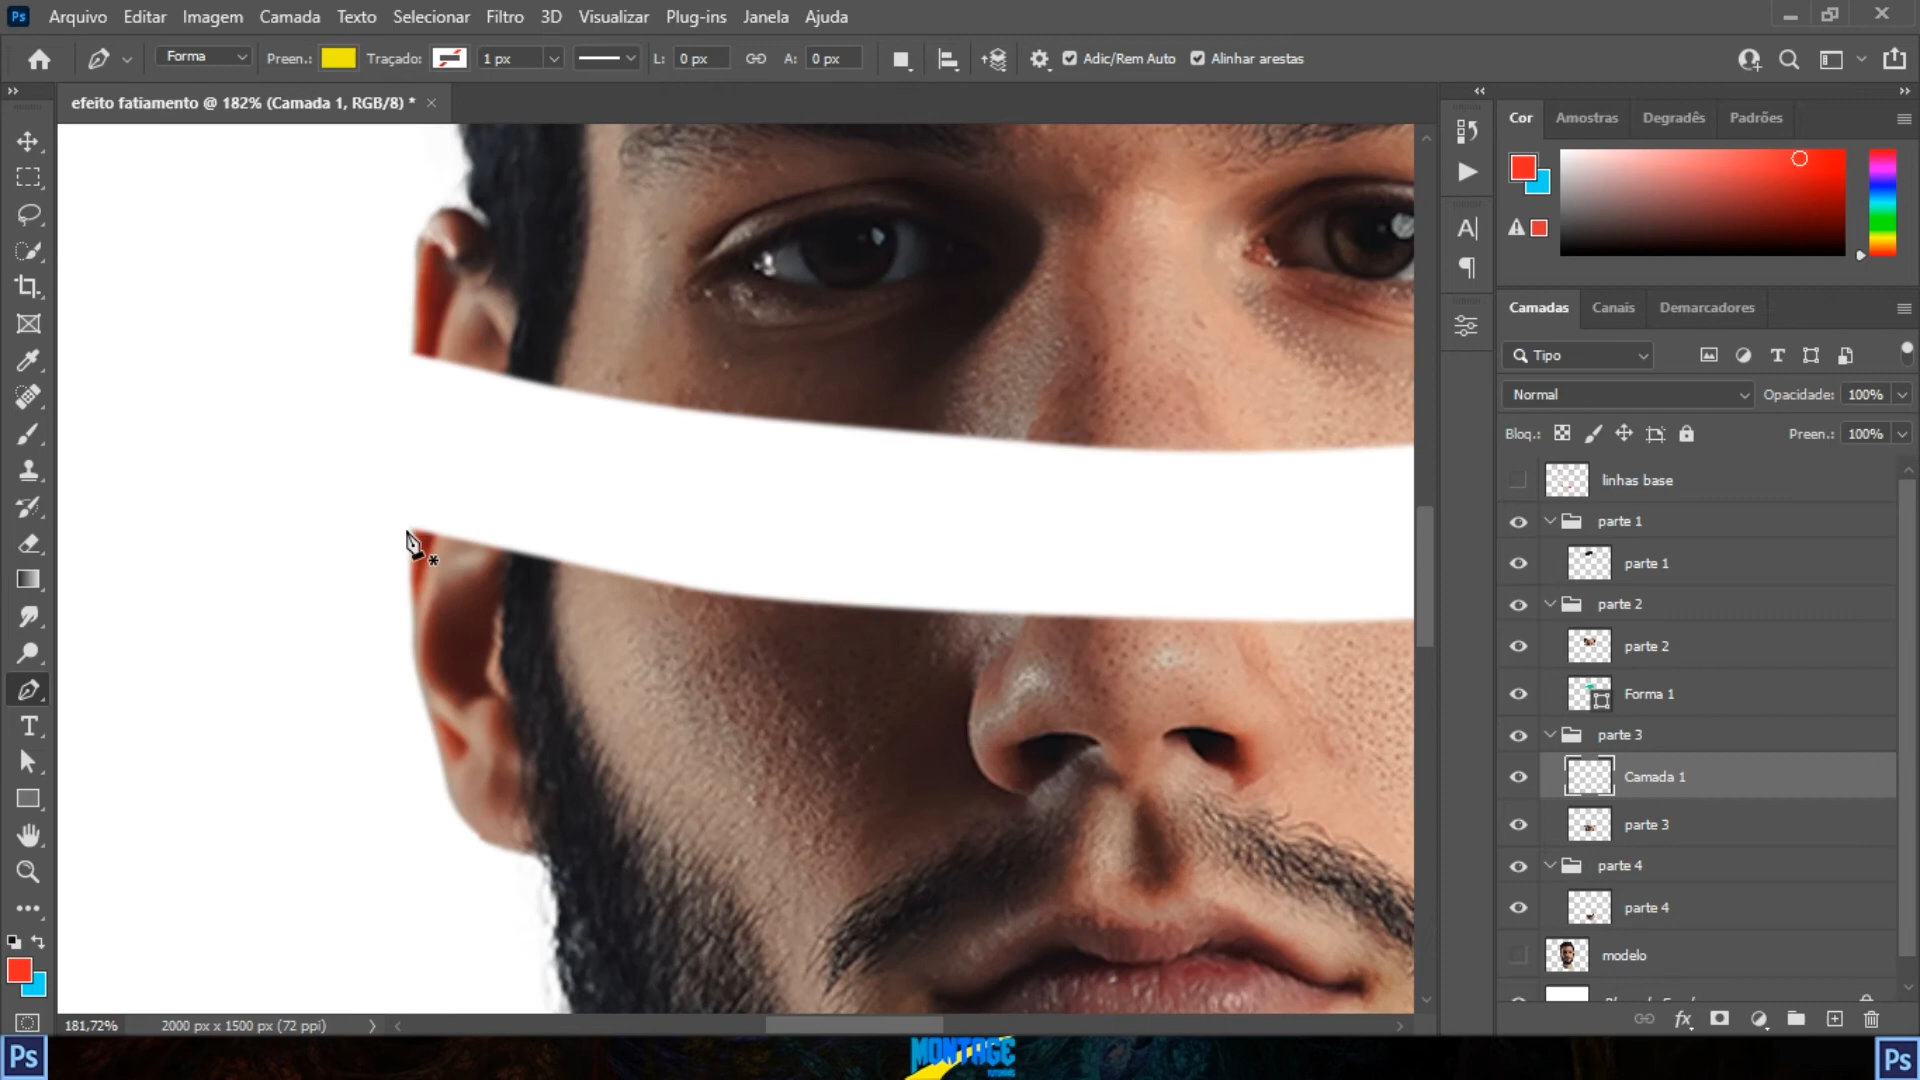 Ps Arquivo Editar Imagem Camada Texto Selecionar Filtro 3D Visualizar Plug-ins Janela Ajuda
Forma Preen.: Traçado: 1 px L: 0 px A: 0 px Adic/Rem Auto Alinhar arestas
efeito fatiamento @ 182% (Camada 1, RGB/8) *
Cor Amostras Degradês Padrões
Camadas Canais Demarcadores
Tipo
Normal Opacidade: 100%
Bloq.: Preen.: 100%
linhas base
parte 1
parte 1
parte 2
parte 2
Forma 1
parte 3
Camada 1
parte 3
parte 4
parte 4
modelo
181,72% 2000 px x 1500 px (72 ppi)
Ps MONTAGE Ps
TUTORIAIS